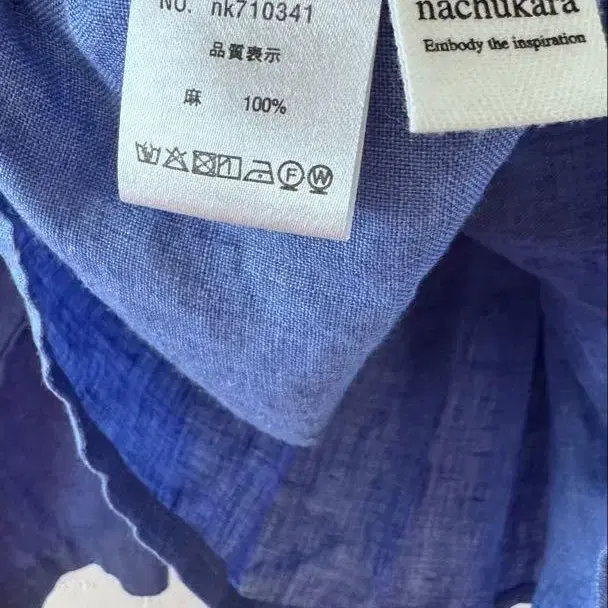 NO. nk710341
品質表示
麻 100%
F W
nachukara
Embody the inspiration